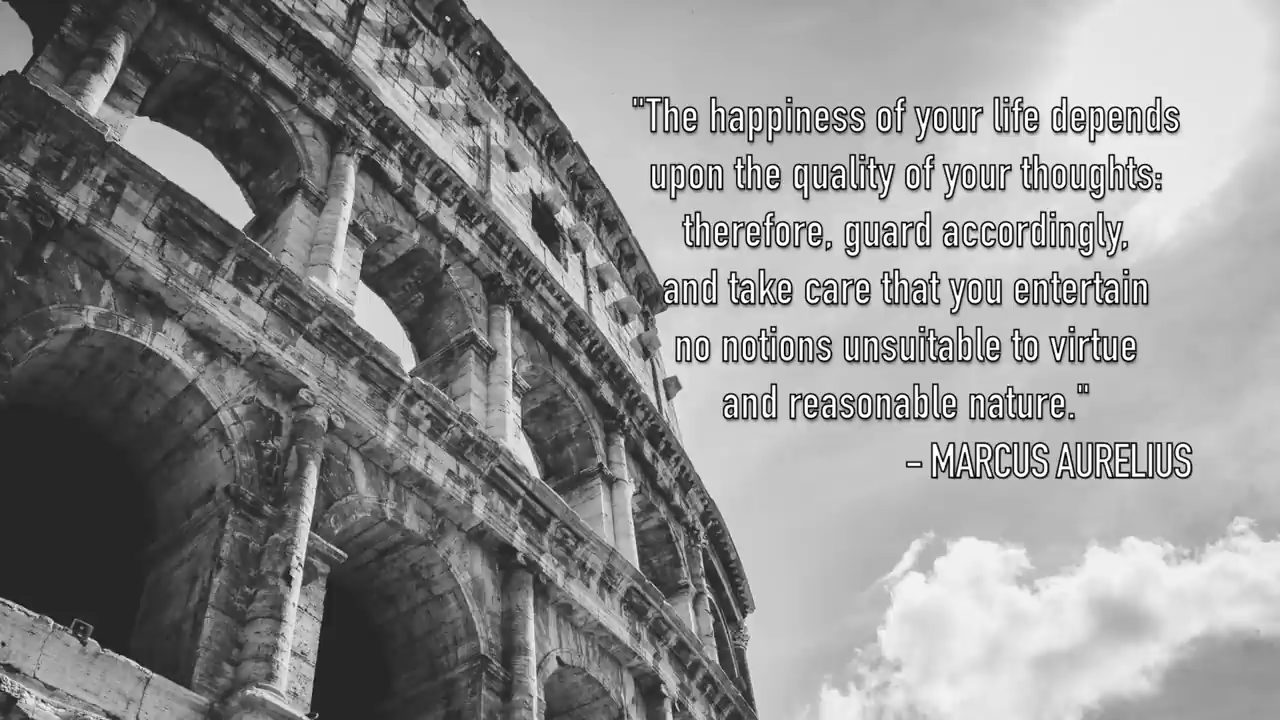 "The happiness of your life depends
upon the quality of your thoughts:
therefore, guard accordingly,
and take care that you entertain
no notions unsuitable to virtue
and reasonable nature."
- MARCUS AURELIUS